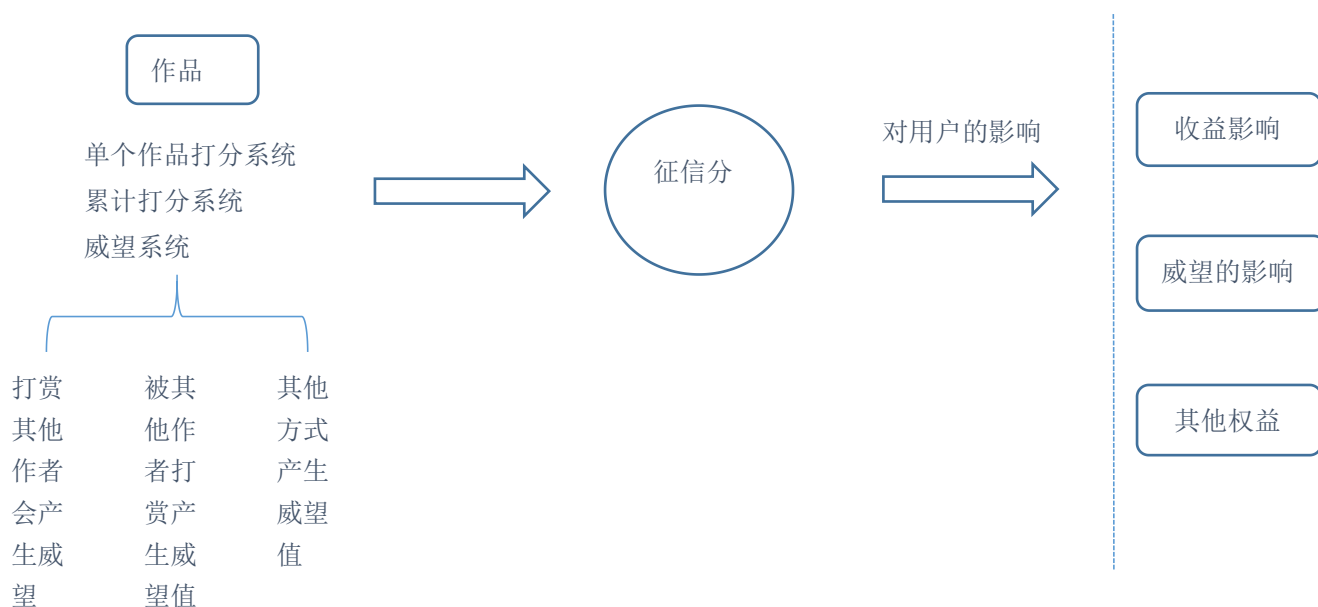 作品
单个作品打分系统
累计打分系统
威望系统
打赏
其他
作者
会产
生威
望
被其
他作
者打
赏产
生威
望值
其他
方式
产生
威望
值
征信分
对用户的影响
收益影响
威望的影响
其他权益